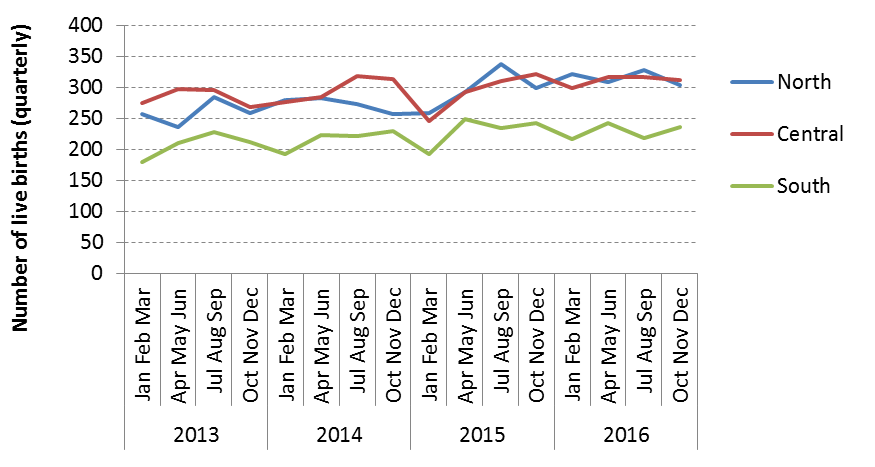 Number of live births (quarterly)
400
350
300
250
200
150
100
50
0
Jan Feb Mar
Apr May Jun
Jul Aug Sep
Oct Nov Dec
Jan Feb Mar
Apr May Jun
Jul Aug Sep
Oct Nov Dec
Jan Feb Mar
Apr May Jun
Jul Aug Sep
Oct Nov Dec
Jan Feb Mar
Apr May Jun
Jul Aug Sep
Oct Nov Dec
2013
2014
2015
2016
North
Central
South